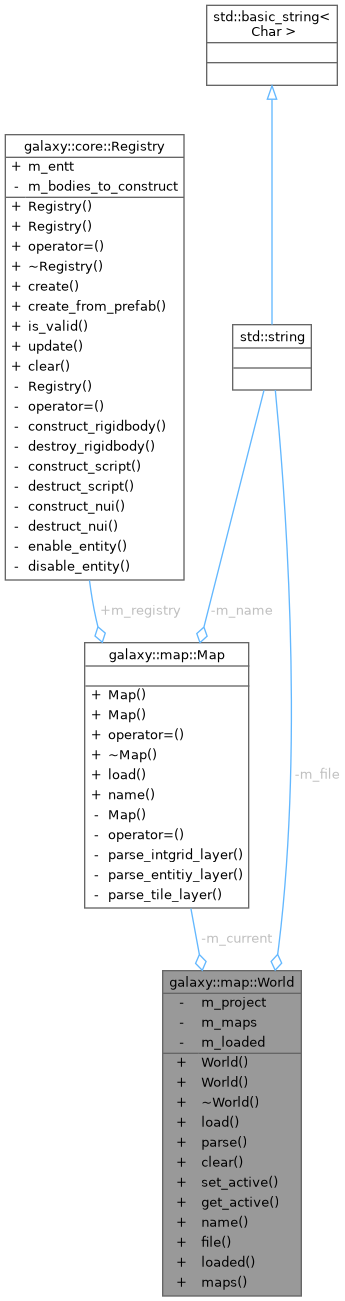 std::basic_string<
Char >
galaxy::core::Registry
+ m_entt
- m_bodies_to_construct
+ Registry()
+ Registry()
+ operator=()
+ ~Registry()
+ create()
+ create_from_prefab()
+ is_valid()
+ update()
+ clear()
- Registry()
- operator=()
- construct_rigidbody()
- destroy_rigidbody()
- construct_script()
- destruct_script()
- construct_nui()
- destruct_nui()
- enable_entity()
- disable_entity()
std::string
+m_registry
-m_name
galaxy::map::Map
+ Map()
+ Map()
+ operator=()
+ ~Map()
+ load()
+ name()
- Map()
- operator=()
- parse_intgrid_layer()
- parse_entitiy_layer()
- parse_tile_layer()
-m_file
-m_current
galaxy::map::World
- m_project
- m_maps
- m_loaded
+ World()
+ World()
+ ~World()
+ load()
+ parse()
+ clear()
+ set_active()
+ get_active()
+ name()
+ file()
+ loaded()
+ maps()